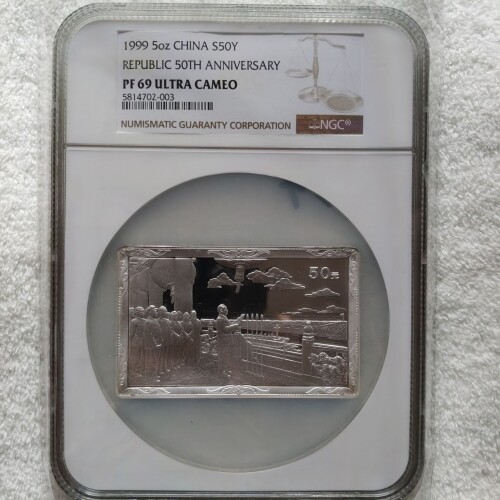 1999 5oz CHINA S50Y
REPUBLIC 50TH ANNIVERSARY
PF 69 ULTRA CAMEO
5814702-003
NUMISMATIC GUARANTY CORPORATION NGC®
50元